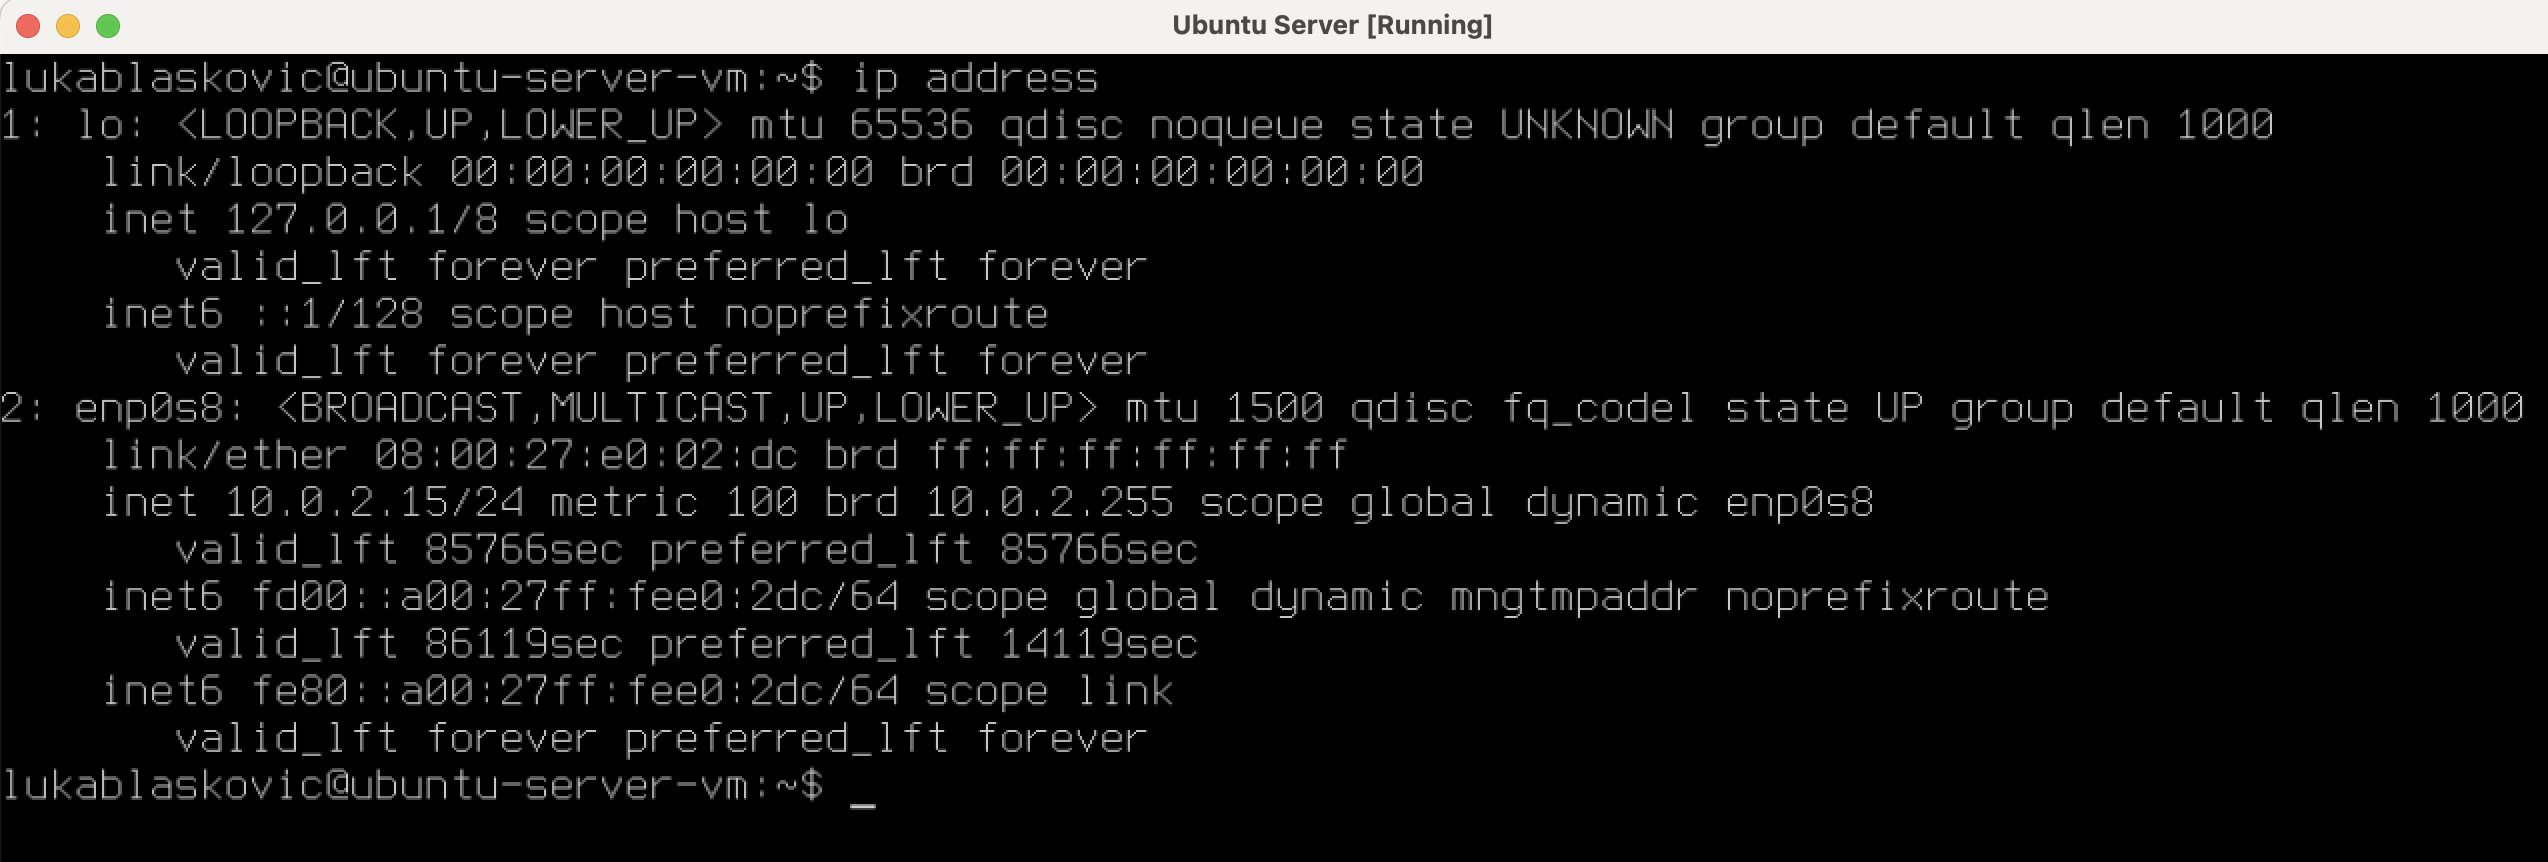 Ubuntu Server [Running]
lukablaskovic@ubuntu-server-vm:~$ ip address
1: lo: <LOOPBACK,UP,LOWER_UP> mtu 65536 qdisc noqueue state UNKNOWN group default qlen 1000
    link/loopback 00:00:00:00:00:00 brd 00:00:00:00:00:00
    inet 127.0.0.1/8 scope host lo
       valid_lft forever preferred_lft forever
    inet6 ::1/128 scope host noprefixroute
       valid_lft forever preferred_lft forever
2: enp0s8: <BROADCAST,MULTICAST,UP,LOWER_UP> mtu 1500 qdisc fq_codel state UP group default qlen 1000
    link/ether 08:00:27:e0:02:dc brd ff:ff:ff:ff:ff:ff
    inet 10.0.2.15/24 metric 100 brd 10.0.2.255 scope global dynamic enp0s8
       valid_lft 85766sec preferred_lft 85766sec
    inet6 fd00::a00:27ff:fee0:2dc/64 scope global dynamic mngtmpaddr noprefixroute
       valid_lft 86119sec preferred_lft 14119sec
    inet6 fe80::a00:27ff:fee0:2dc/64 scope link
       valid_lft forever preferred_lft forever
lukablaskovic@ubuntu-server-vm:~$ _